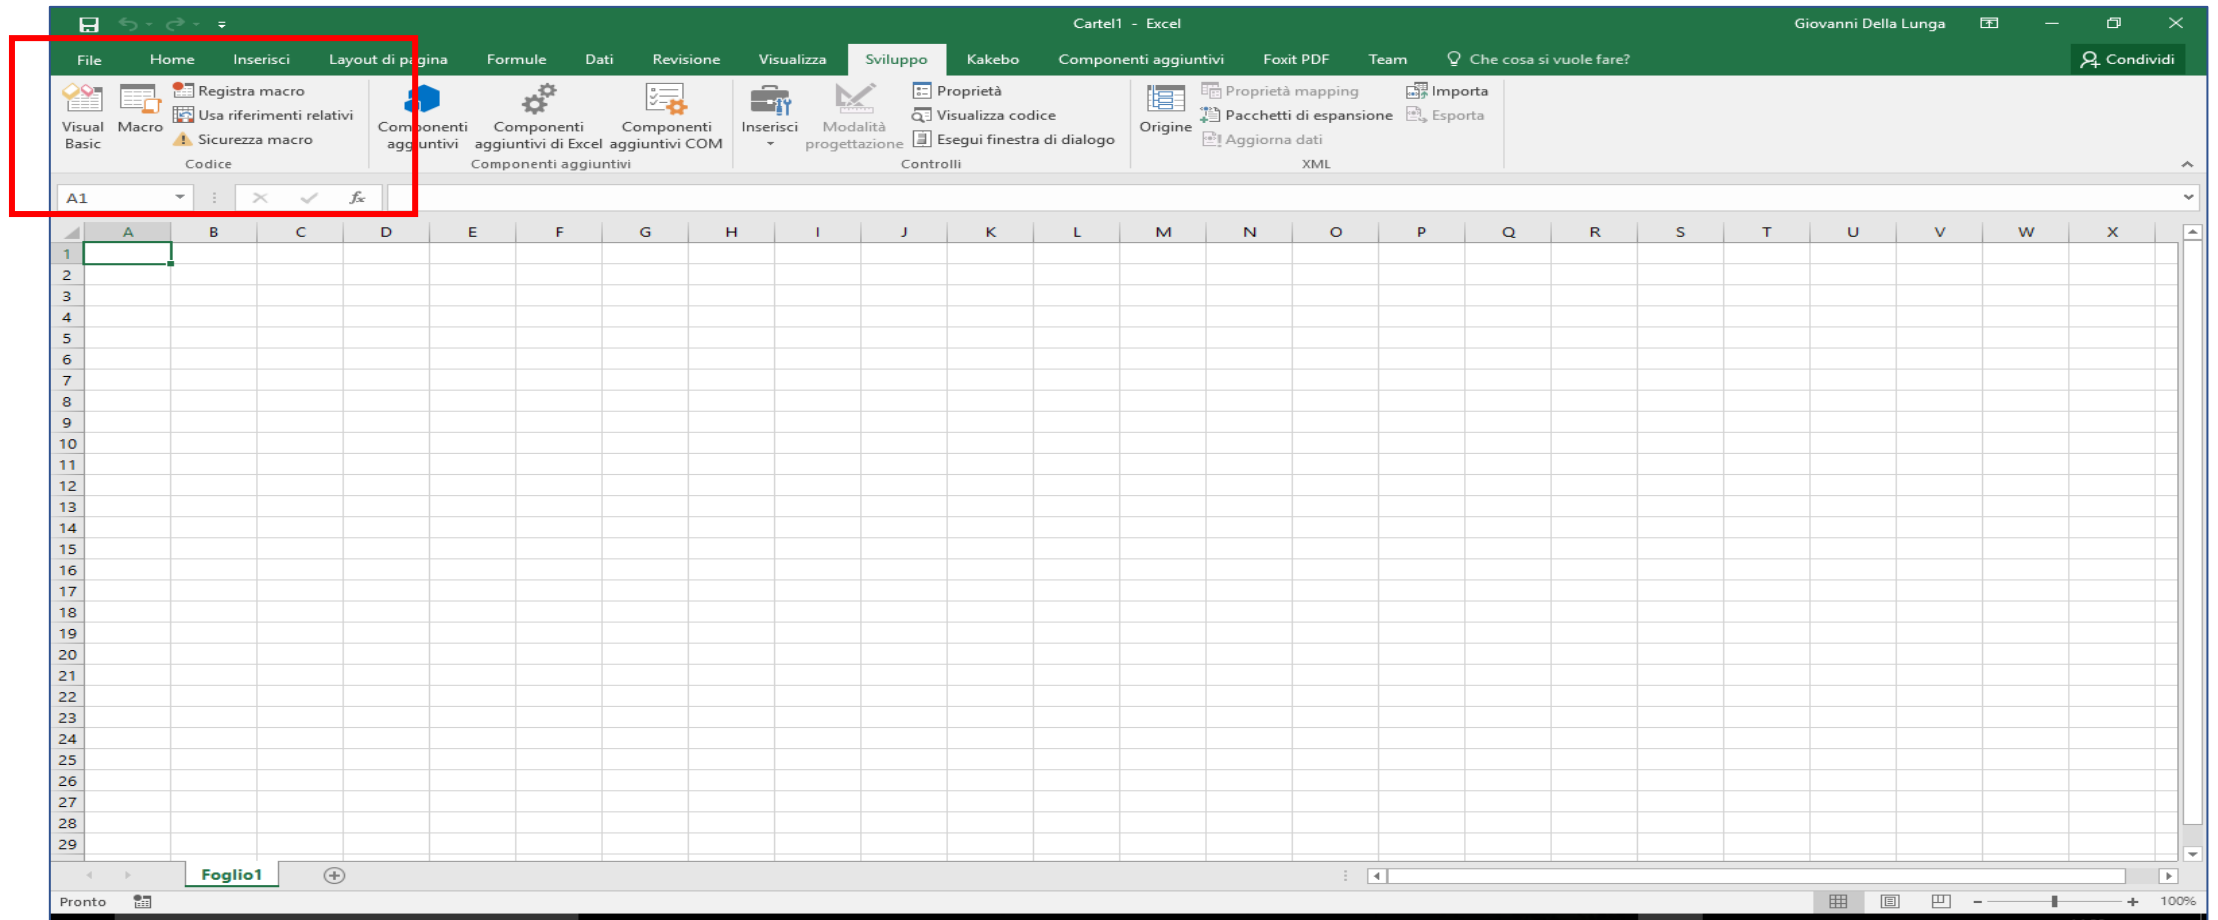 Cartel1 - Excel
Giovanni Della Lunga
File Home Inserisci Layout di pagina Formule Dati Revisione Visualizza Sviluppo Kakebo Componenti aggiuntivi Foxit PDF Team Che cosa si vuole fare? Condividi
Visual Basic
Macro
Registra macro
Usa riferimenti relativi
Sicurezza macro
Codice
Componenti aggiuntivi
Componenti aggiuntivi di Excel
Componenti aggiuntivi COM
Componenti aggiuntivi
Inserisci
Modalità progettazione
Proprietà
Visualizza codice
Esegui finestra di dialogo
Controlli
Origine
Proprietà mapping
Pacchetti di espansione
Aggiorna dati
Importa
Esporta
XML
A1
fx
A B C D E F G H I J K L M N O P Q R S T U V W X
1
2
3
4
5
6
7
8
9
10
11
12
13
14
15
16
17
18
19
20
21
22
23
24
25
26
27
28
29
Foglio1
Pronto
100%